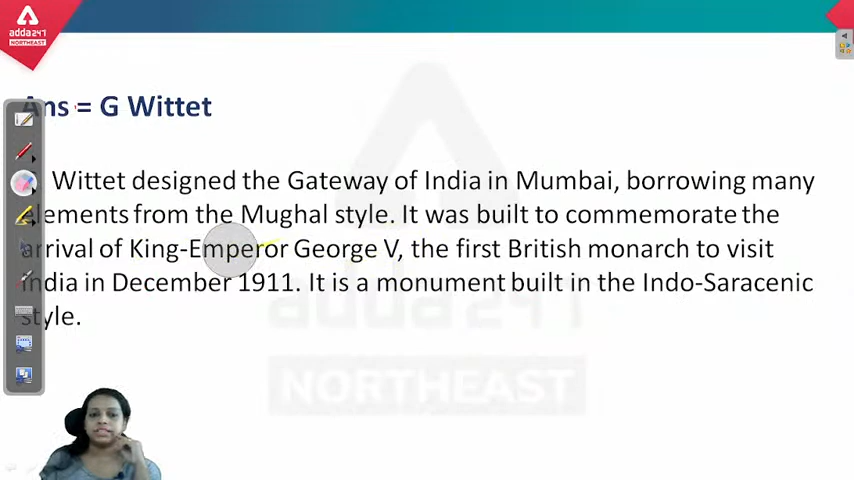 adda247
NORTHEAST
Ans = G Wittet
Wittet designed the Gateway of India in Mumbai, borrowing many
elements from the Mughal style. It was built to commemorate the
arrival of King-Emperor George V, the first British monarch to visit
India in December 1911. It is a monument built in the Indo-Saracenic
style.
adda247
NORTHEAST